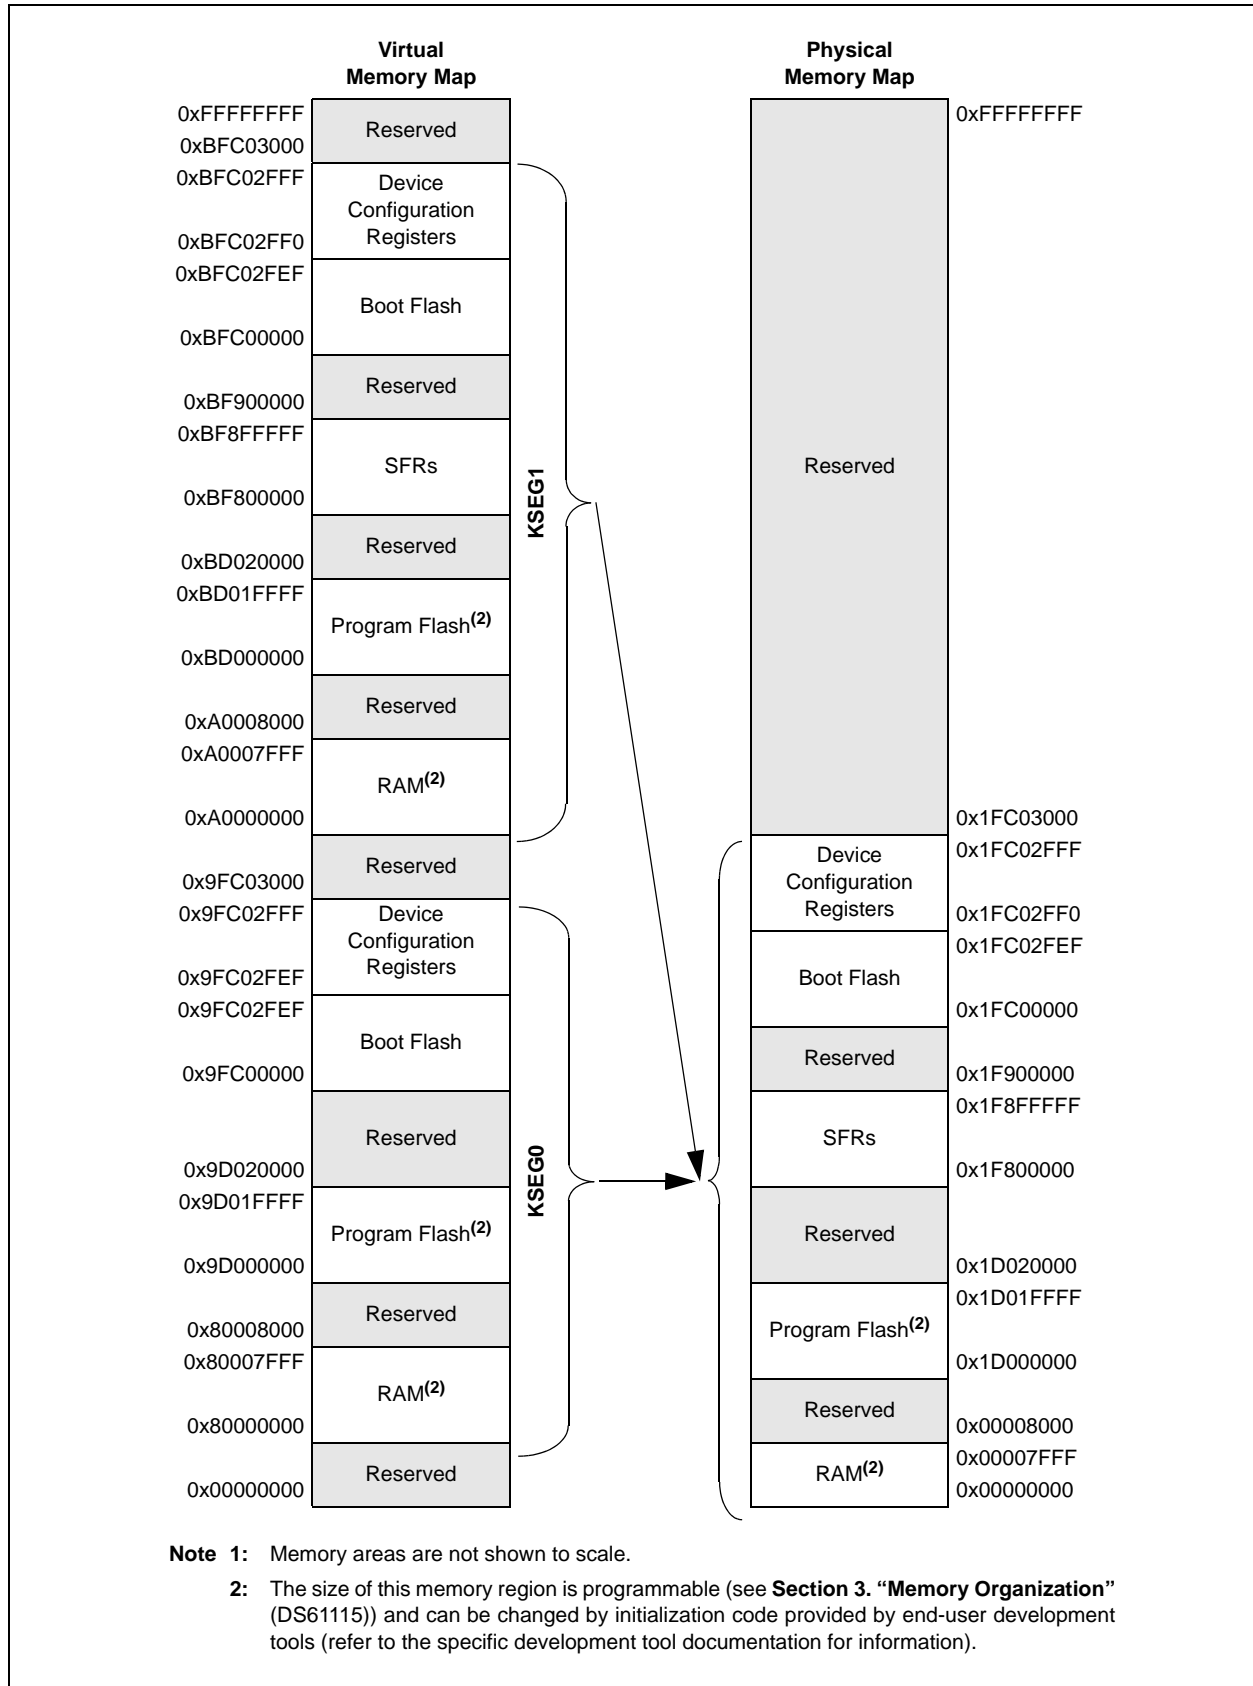 Virtual
Memory Map
0xFFFFFFFF
Reserved
0xBFC03000
0xBFC02FFF
Device
Configuration
Registers
0xBFC02FF0
0xBFC02FEF
Boot Flash
0xBFC00000
Reserved
0xBF900000
0xBF8FFFFF
SFRs
0xBF800000
Reserved
0xBD020000
0xBD01FFFF
Program Flash(2)
0xBD000000
Reserved
0xA0008000
0xA0007FFF
RAM(2)
0xA0000000
Reserved
0x9FC03000
0x9FC02FFF
Device
Configuration
Registers
0x9FC02FEF
0x9FC02FEF
Boot Flash
0x9FC00000
Reserved
0x9D020000
0x9D01FFFF
Program Flash(2)
0x9D000000
Reserved
0x80008000
0x80007FFF
RAM(2)
0x80000000
Reserved
0x00000000
KSEG1
KSEG0
Physical
Memory Map
0xFFFFFFFF
Reserved
0x1FC03000
0x1FC02FFF
Device
Configuration
Registers
0x1FC02FF0
0x1FC02FEF
Boot Flash
0x1FC00000
Reserved
0x1F900000
0x1F8FFFFF
SFRs
0x1F800000
Reserved
0x1D020000
0x1D01FFFF
Program Flash(2)
0x1D000000
Reserved
0x00008000
0x00007FFF
RAM(2)
0x00000000
Note 1: Memory areas are not shown to scale.
2: The size of this memory region is programmable (see Section 3. “Memory Organization”
(DS61115)) and can be changed by initialization code provided by end-user development
tools (refer to the specific development tool documentation for information).